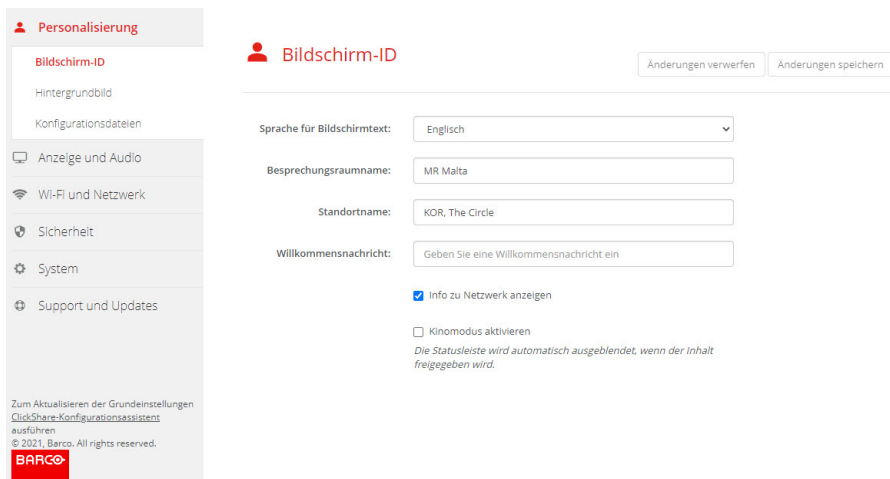 Personalisierung
Bildschirm-ID
Hintergrundbild
Konfigurationsdateien
Anzeige und Audio
Wi-Fi und Netzwerk
Sicherheit
System
Support und Updates
Zum Aktualisieren der Grundeinstellungen
ClickShare-Konfigurationsassistent
ausführen
© 2021, Barco. All rights reserved.
BARCO
Bildschirm-ID
Änderungen verwerfen Änderungen speichern
Sprache für Bildschirmtext: Englisch
Besprechungsraumname: MR Malta
Standortname: KOR, The Circle
Willkommensnachricht: Geben Sie eine Willkommensnachricht ein
Info zu Netzwerk anzeigen
Kinomodus aktivieren
Die Statusleiste wird automatisch ausgeblendet, wenn der Inhalt
freigegeben wird.